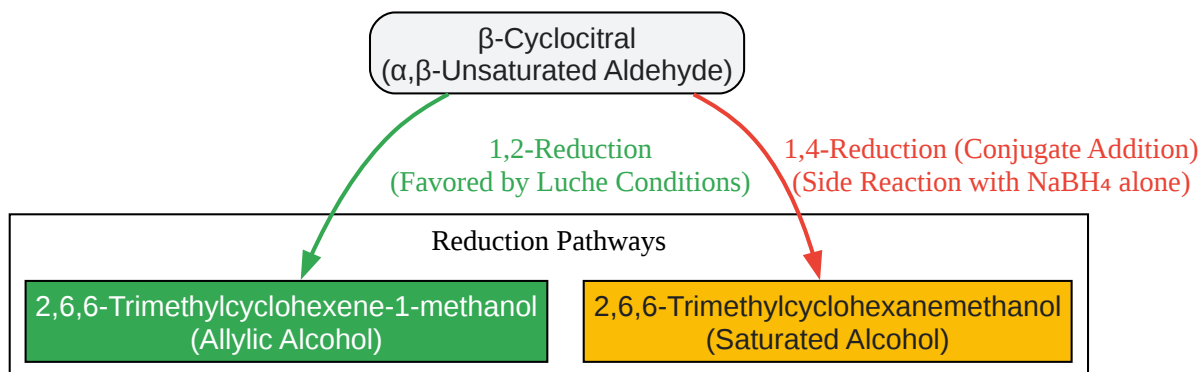 β-Cyclocitral
(α,β-Unsaturated Aldehyde)
1,2-Reduction
(Favored by Luche Conditions)
1,4-Reduction (Conjugate Addition)
(Side Reaction with NaBH₄ alone)
Reduction Pathways
2,6,6-Trimethylcyclohexene-1-methanol
(Allylic Alcohol)
2,6,6-Trimethylcyclohexanemethanol
(Saturated Alcohol)